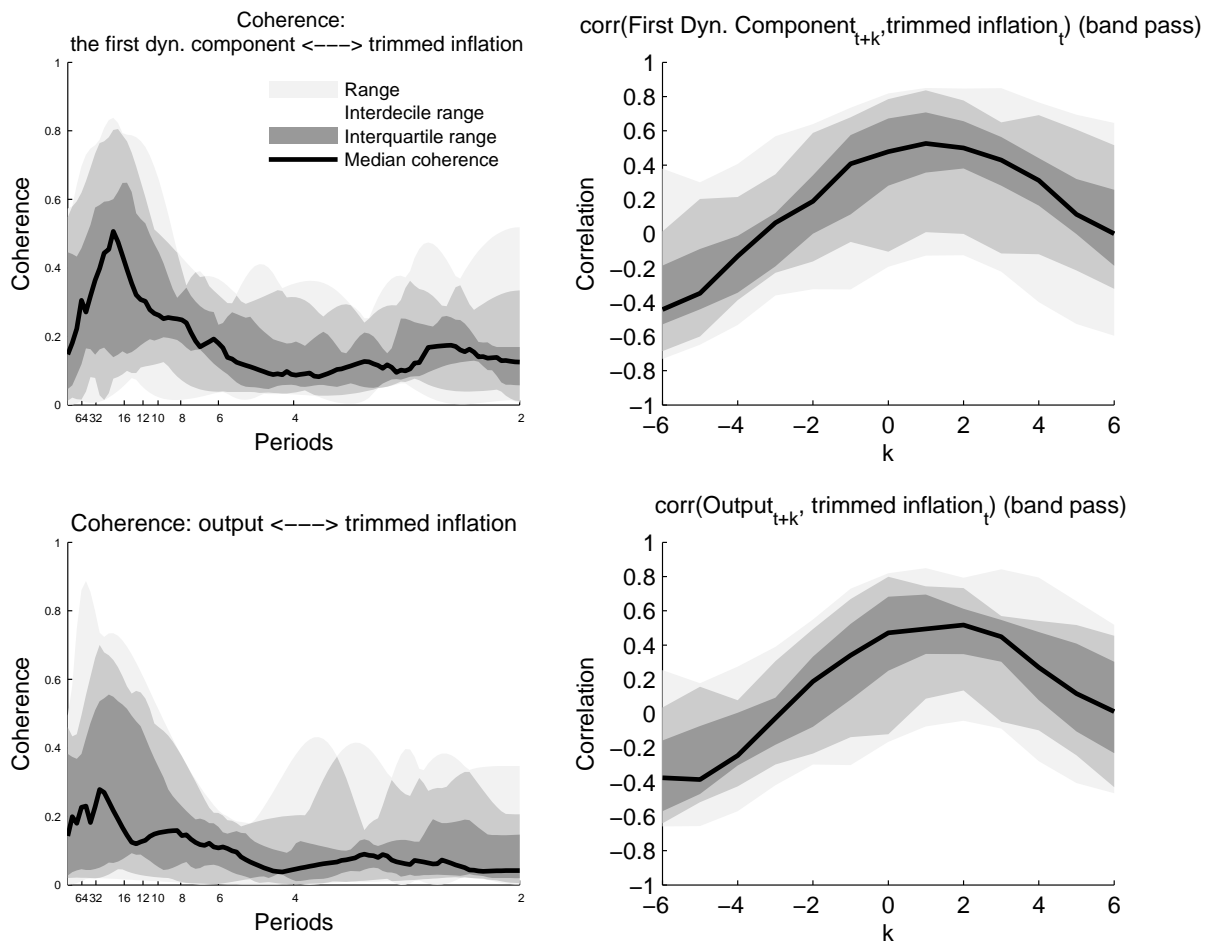 Coherence:
the first dyn. component <---> trimmed inflation
1
0.8
0.6
0.4
0.2
0
Coherence
Range
Interdecile range
Interquartile range
Median coherence
64 32 16 12 10 8 6 4 2
Periods
corr(First Dyn. Component_{t+k},trimmed inflation_t) (band pass)
1
0.8
0.6
0.4
0.2
0
−0.2
−0.4
−0.6
−0.8
−1
Correlation
−6 −4 −2 0 2 4 6
k
Coherence: output <---> trimmed inflation
1
0.8
0.6
0.4
0.2
0
Coherence
64 32 16 12 10 8 6 4 2
Periods
corr(Output_{t+k}, trimmed inflation_t) (band pass)
1
0.8
0.6
0.4
0.2
0
−0.2
−0.4
−0.6
−0.8
−1
Correlation
−6 −4 −2 0 2 4 6
k